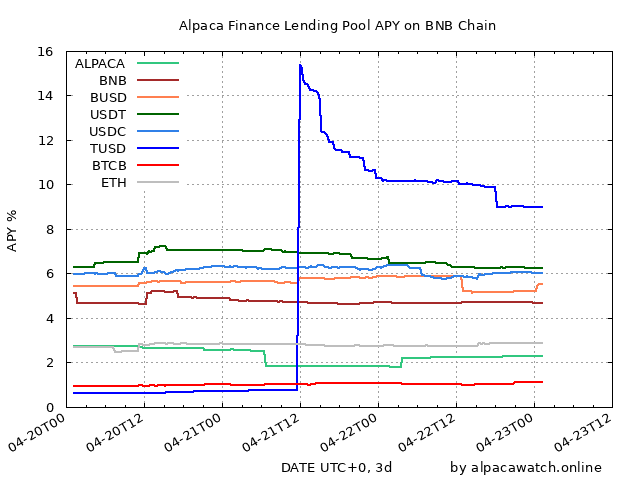 Alpaca Finance Lending Pool APY on BNB Chain
16
14
12
10
8
6
4
2
0
APY %
ALPACA
BNB
BUSD
USDT
USDC
TUSD
BTCB
ETH
04-20T00
04-20T12
04-21T00
04-21T12
04-22T00
04-22T12
04-23T00
04-23T12
DATE UTC+0, 3d
by alpacawatch.online